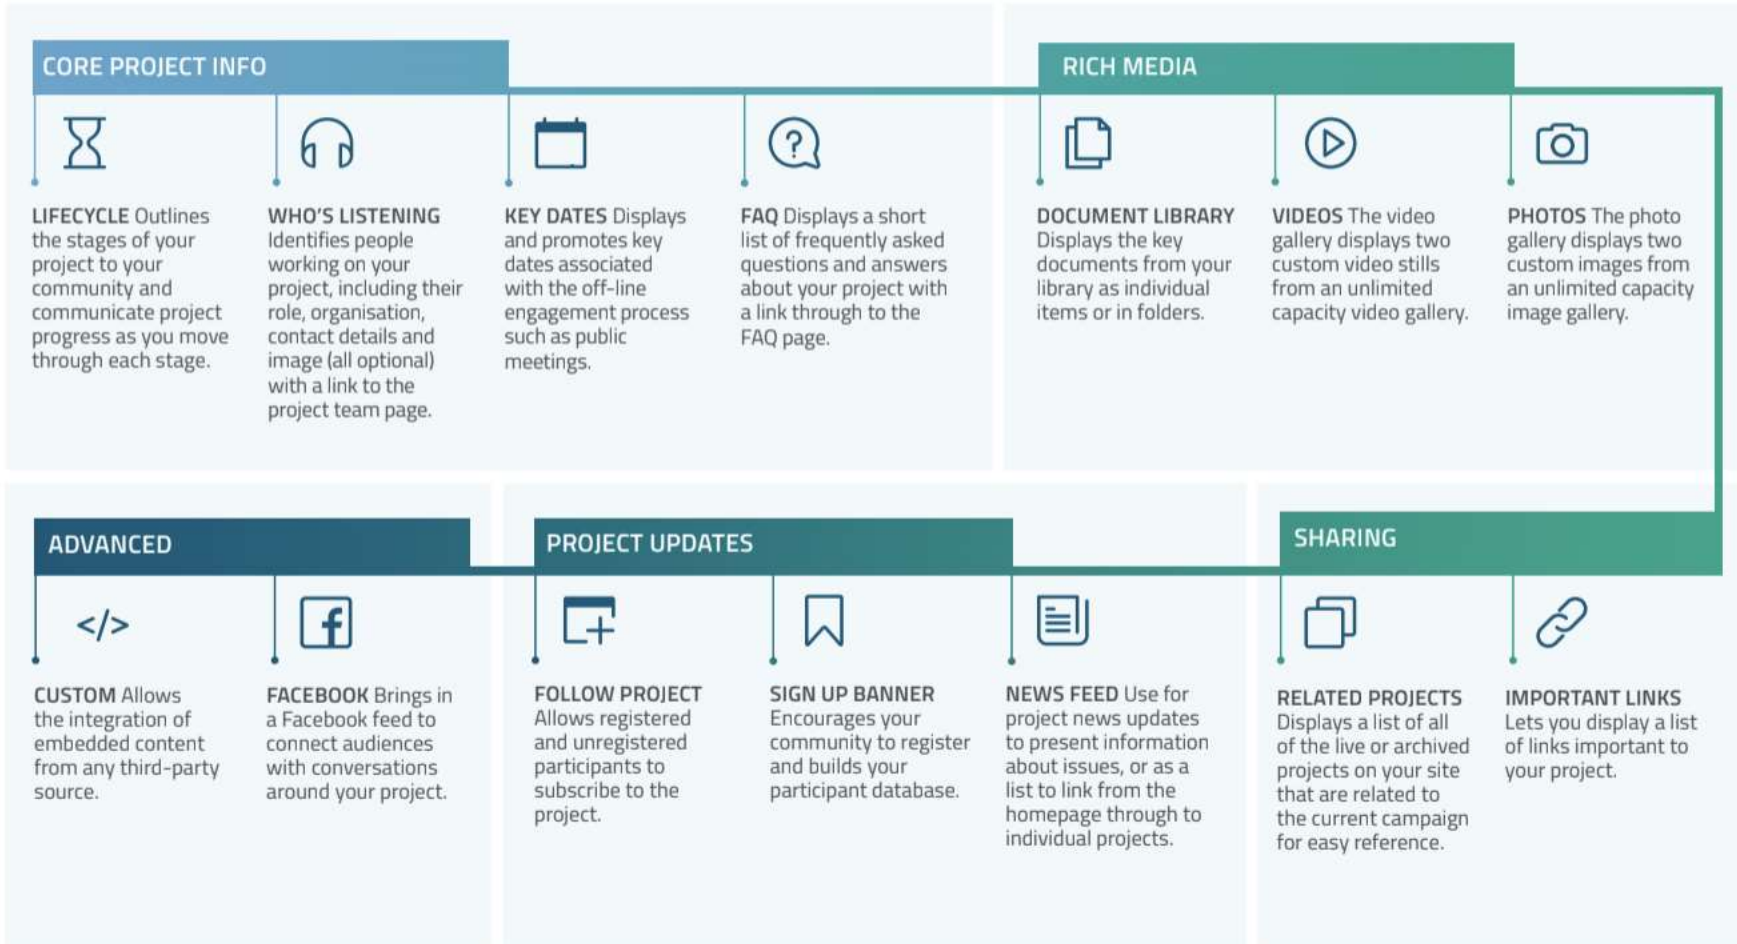 CORE PROJECT INFO
LIFECYCLE Outlines
the stages of your
project to your
community and
communicate project
progress as you move
through each stage.
WHO'S LISTENING
Identifies people
working on your
project, including their
role, organisation,
contact details and
image (all optional)
with a link to the
project team page.
KEY DATES Displays
and promotes key
dates associated
with the off-line
engagement process
such as public
meetings.
FAQ Displays a short
list of frequently asked
questions and answers
about your project with
a link through to the
FAQ page.
RICH MEDIA
DOCUMENT LIBRARY
Displays the key
documents from your
library as individual
items or in folders.
VIDEOS The video
gallery displays two
custom video stills
from an unlimited
capacity video gallery.
PHOTOS The photo
gallery displays two
custom images from
an unlimited capacity
image gallery.
ADVANCED
</>
CUSTOM Allows
the integration of
embedded content
from any third-party
source.
FACEBOOK Brings in
a Facebook feed to
connect audiences
with conversations
around your project.
PROJECT UPDATES
FOLLOW PROJECT
Allows registered
and unregistered
participants to
subscribe to the
project.
SIGN UP BANNER
Encourages your
community to register
and builds your
participant database.
NEWS FEED Use for
project news updates
to present information
about issues, or as a
list to link from the
homepage through to
individual projects.
SHARING
RELATED PROJECTS
Displays a list of all
of the live or archived
projects on your site
that are related to
the current campaign
for easy reference.
IMPORTANT LINKS
Lets you display a list
of links important to
your project.